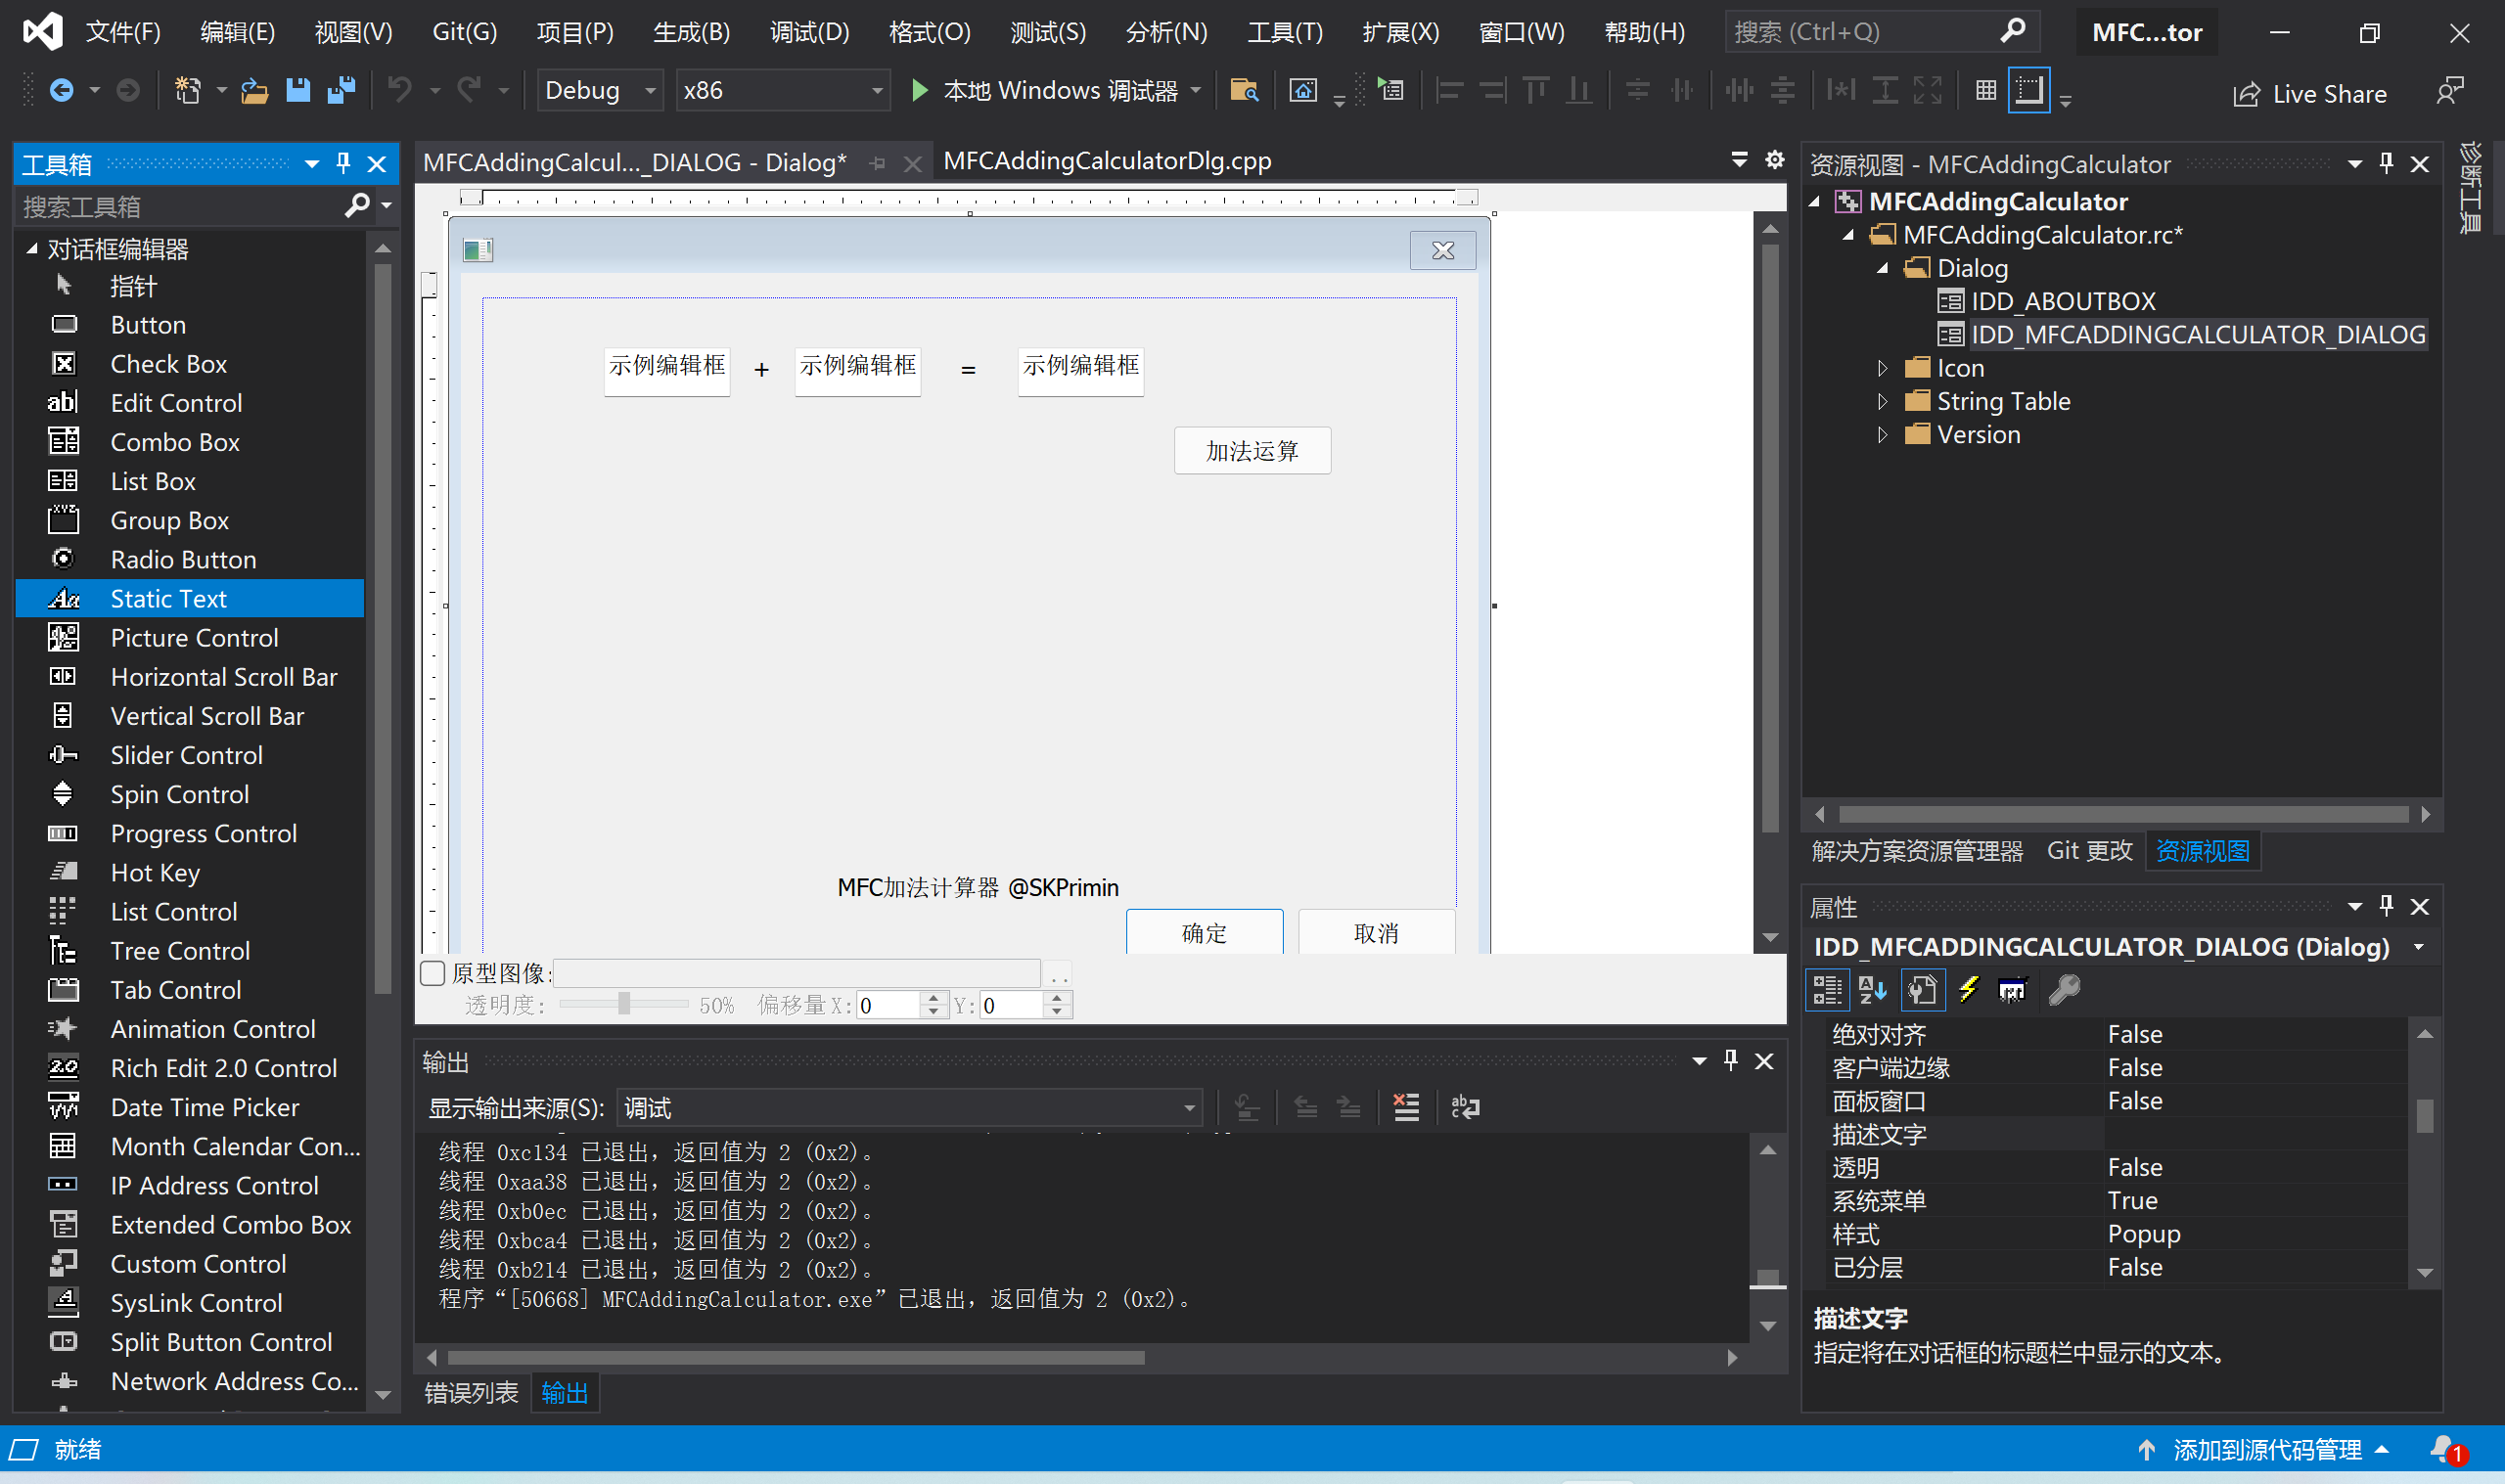 文件(F) 编辑(E) 视图(V) Git(G) 项目(P) 生成(B) 调试(D) 格式(O) 测试(S) 分析(N) 工具(T) 扩展(X) 窗口(W) 帮助(H) 搜索 (Ctrl+Q) MFC...tor
Debug x86 本地 Windows 调试器 Live Share
工具箱
搜索工具箱
对话框编辑器
指针
Button
Check Box
Edit Control
Combo Box
List Box
Group Box
Radio Button
Static Text
Picture Control
Horizontal Scroll Bar
Vertical Scroll Bar
Slider Control
Spin Control
Progress Control
Hot Key
List Control
Tree Control
Tab Control
Animation Control
Rich Edit 2.0 Control
Date Time Picker
Month Calendar Con...
IP Address Control
Extended Combo Box
Custom Control
SysLink Control
Split Button Control
Network Address Co...
MFCAddingCalcul..._DIALOG - Dialog* MFCAddingCalculatorDlg.cpp
示例编辑框 + 示例编辑框 = 示例编辑框
加法运算
MFC加法计算器 @SKPrimin
确定 取消
原型图像: ..
透明度: 50% 偏移量 X: 0 Y: 0
输出
显示输出来源(S): 调试
线程 0xc134 已退出，返回值为 2 (0x2)。
线程 0xaa38 已退出，返回值为 2 (0x2)。
线程 0xb0ec 已退出，返回值为 2 (0x2)。
线程 0xbca4 已退出，返回值为 2 (0x2)。
线程 0xb214 已退出，返回值为 2 (0x2)。
程序“[50668] MFCAddingCalculator.exe”已退出，返回值为 2 (0x2)。
错误列表 输出
资源视图 - MFCAddingCalculator
MFCAddingCalculator
MFCAddingCalculator.rc*
Dialog
IDD_ABOUTBOX
IDD_MFCADDINGCALCULATOR_DIALOG
Icon
String Table
Version
解决方案资源管理器 Git 更改 资源视图
属性
IDD_MFCADDINGCALCULATOR_DIALOG (Dialog)
绝对对齐 False
客户端边缘 False
面板窗口 False
描述文字
透明 False
系统菜单 True
样式 Popup
已分层 False
描述文字
指定将在对话框的标题栏中显示的文本。
诊断工具
就绪 添加到源代码管理 1